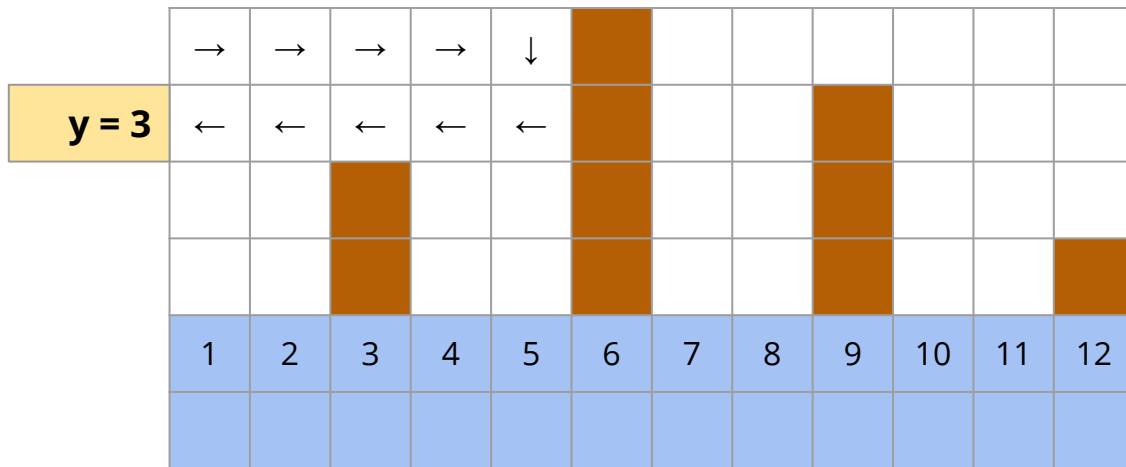 → → → → ↓
y = 3 ← ← ← ← ←
1 2 3 4 5 6 7 8 9 10 11 12